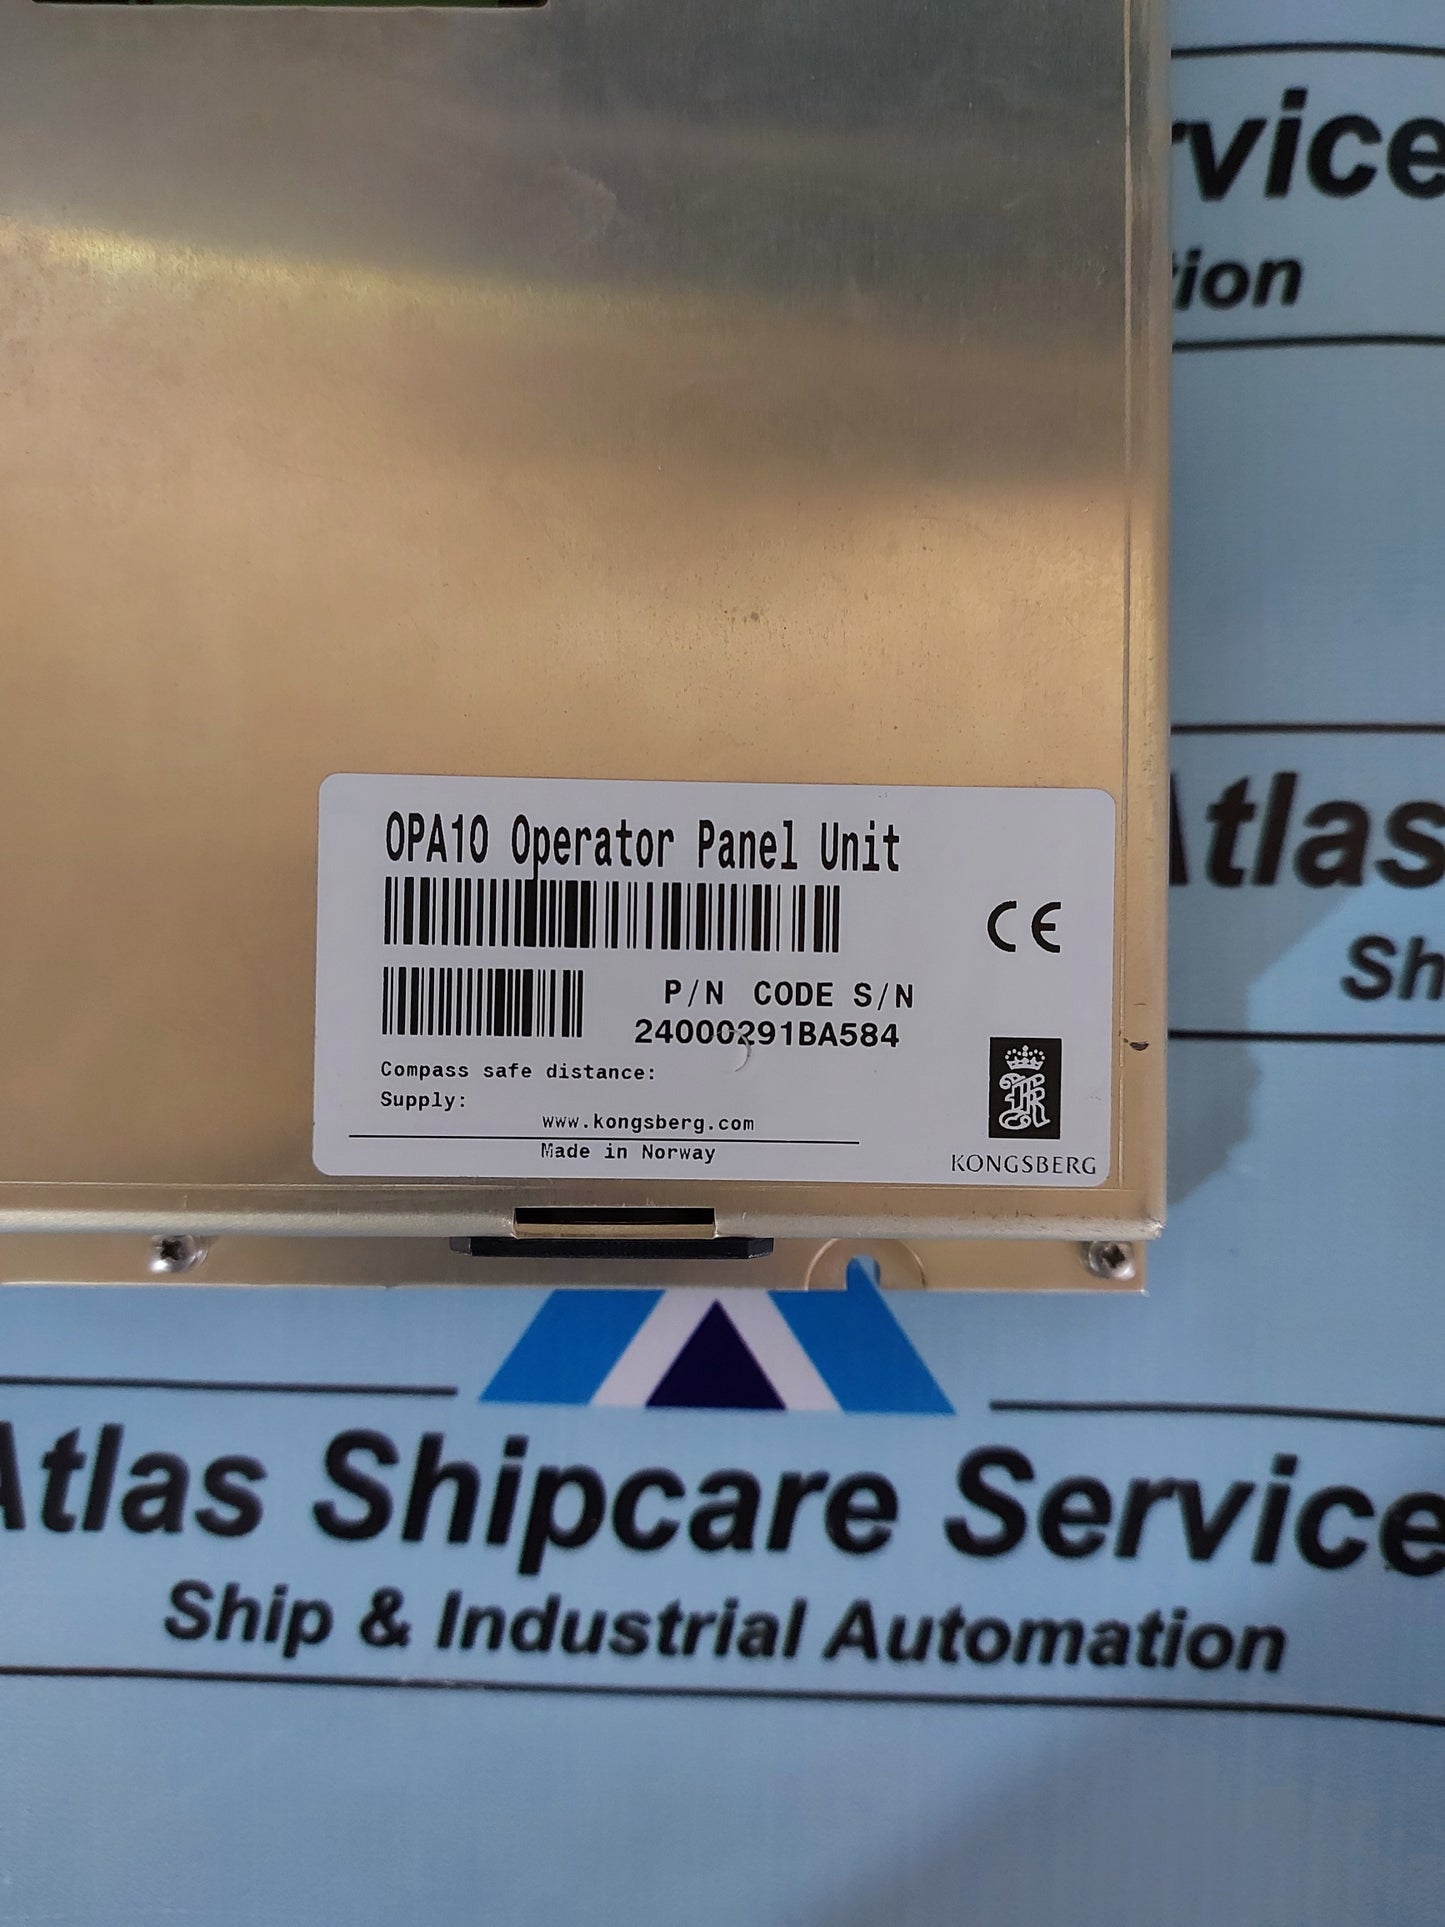 rvice
tion
OPA10 Operator Panel Unit
CE
P/N CODE S/N
24000291BA584
Compass safe distance:
Supply:
www.kongsberg.com
Made in Norway
KONGSBERG
Atlas
Sh
Atlas Shipcare Service
Ship & Industrial Automation